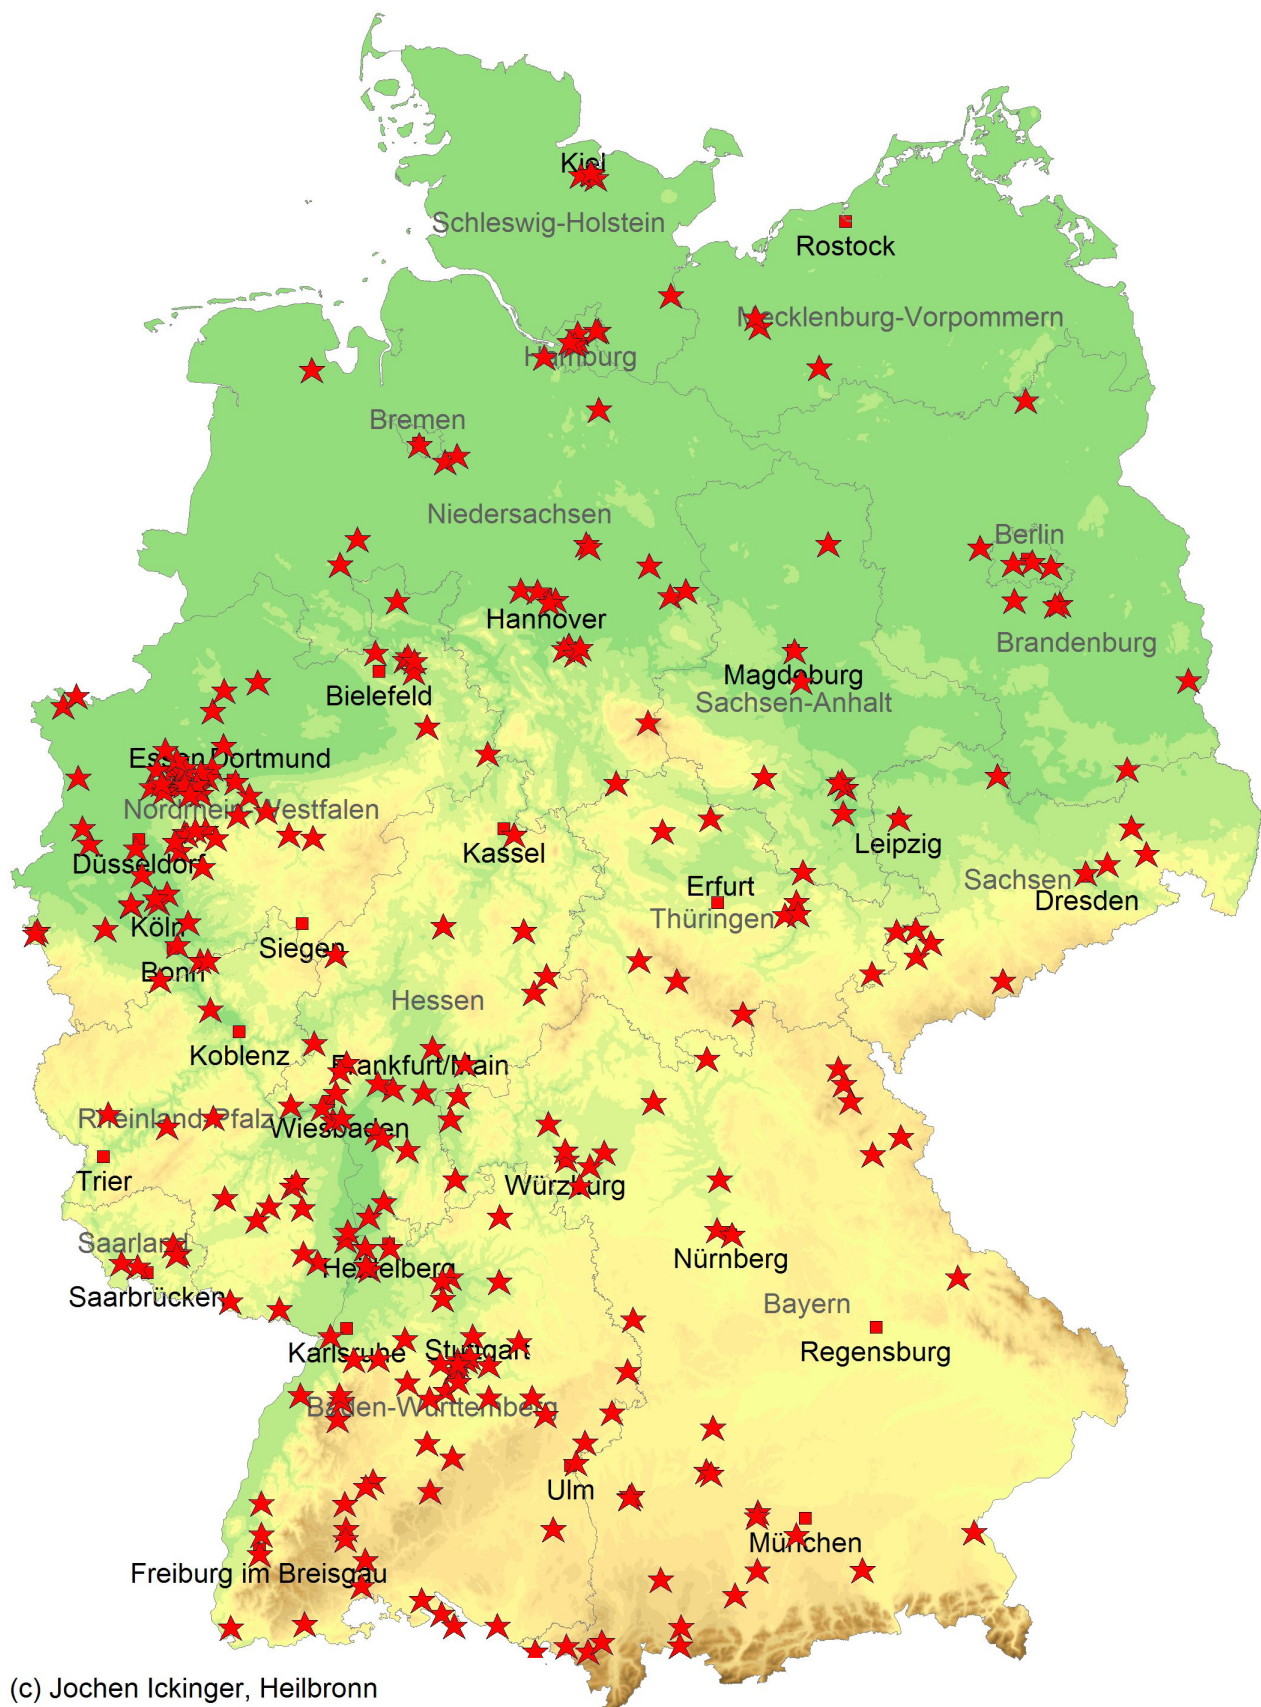 Kiel
Schleswig-Holstein
Rostock
Mecklenburg-Vorpommern
Hamburg
Bremen
Niedersachsen
Berlin
Hannover
Brandenburg
Magdeburg
Bielefeld
Sachsen-Anhalt
Essen Dortmund
Nordrhein-Westfalen
Leipzig
Kassel
Düsseldorf
Sachsen
Erfurt
Dresden
Thüringen
Köln
Siegen
Bonn
Hessen
Koblenz
Frankfurt/Main
Rheinland-Pfalz
Wiesbaden
Trier
Würzburg
Saarland
Nürnberg
Heidelberg
Saarbrücken
Bayern
Karlsruhe
Stuttgart
Regensburg
Baden-Württemberg
Ulm
München
Freiburg im Breisgau
(c) Jochen Ickinger, Heilbronn